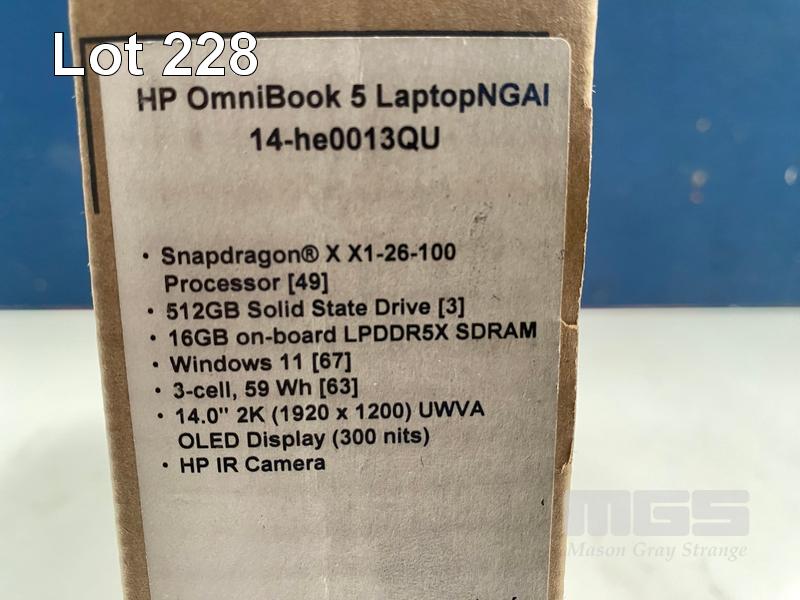 Lot 228
HP OmniBook 5 LaptopNGAI
14-he0013QU
• Snapdragon® X X1-26-100
Processor [49]
• 512GB Solid State Drive [3]
• 16GB on-board LPDDR5X SDRAM
• Windows 11 [67]
• 3-cell, 59 Wh [63]
• 14.0" 2K (1920 x 1200) UWVA
OLED Display (300 nits)
• HP IR Camera
MGS
Mason Gray Strange